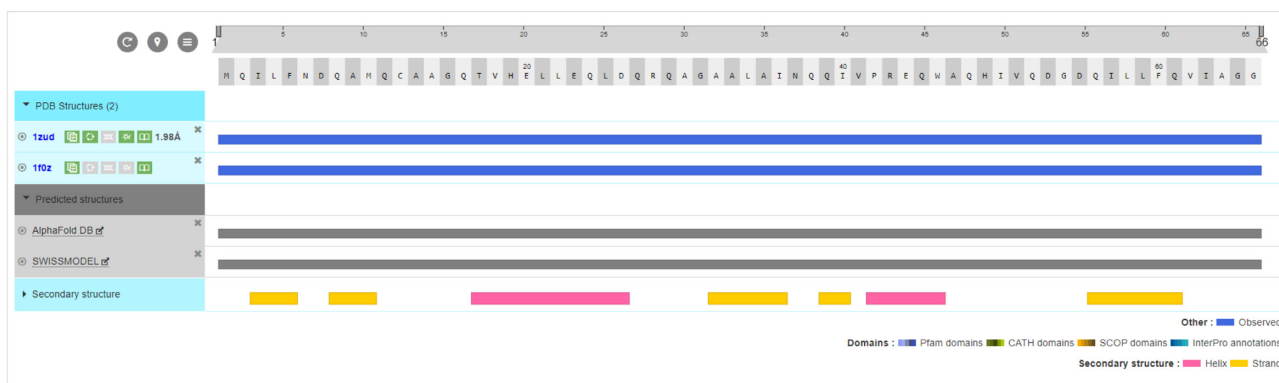 5 10 15 20 25 30 35 40 45 50 55 60 65
1 66
20 40 60
M Q I L F N D Q A M Q C A A G Q T V H E L L E Q L D Q R Q A G A A L A I N Q Q I V P R E Q W A Q H I V Q D G D Q I L L F Q V I A G G
PDB Structures (2)
1zud 1.98Å
1f0z
Predicted structures
AlphaFold DB
SWISSMODEL
Secondary structure
Other : Observed
Domains : Pfam domains CATH domains SCOP domains InterPro annotations
Secondary structure : Helix Strand